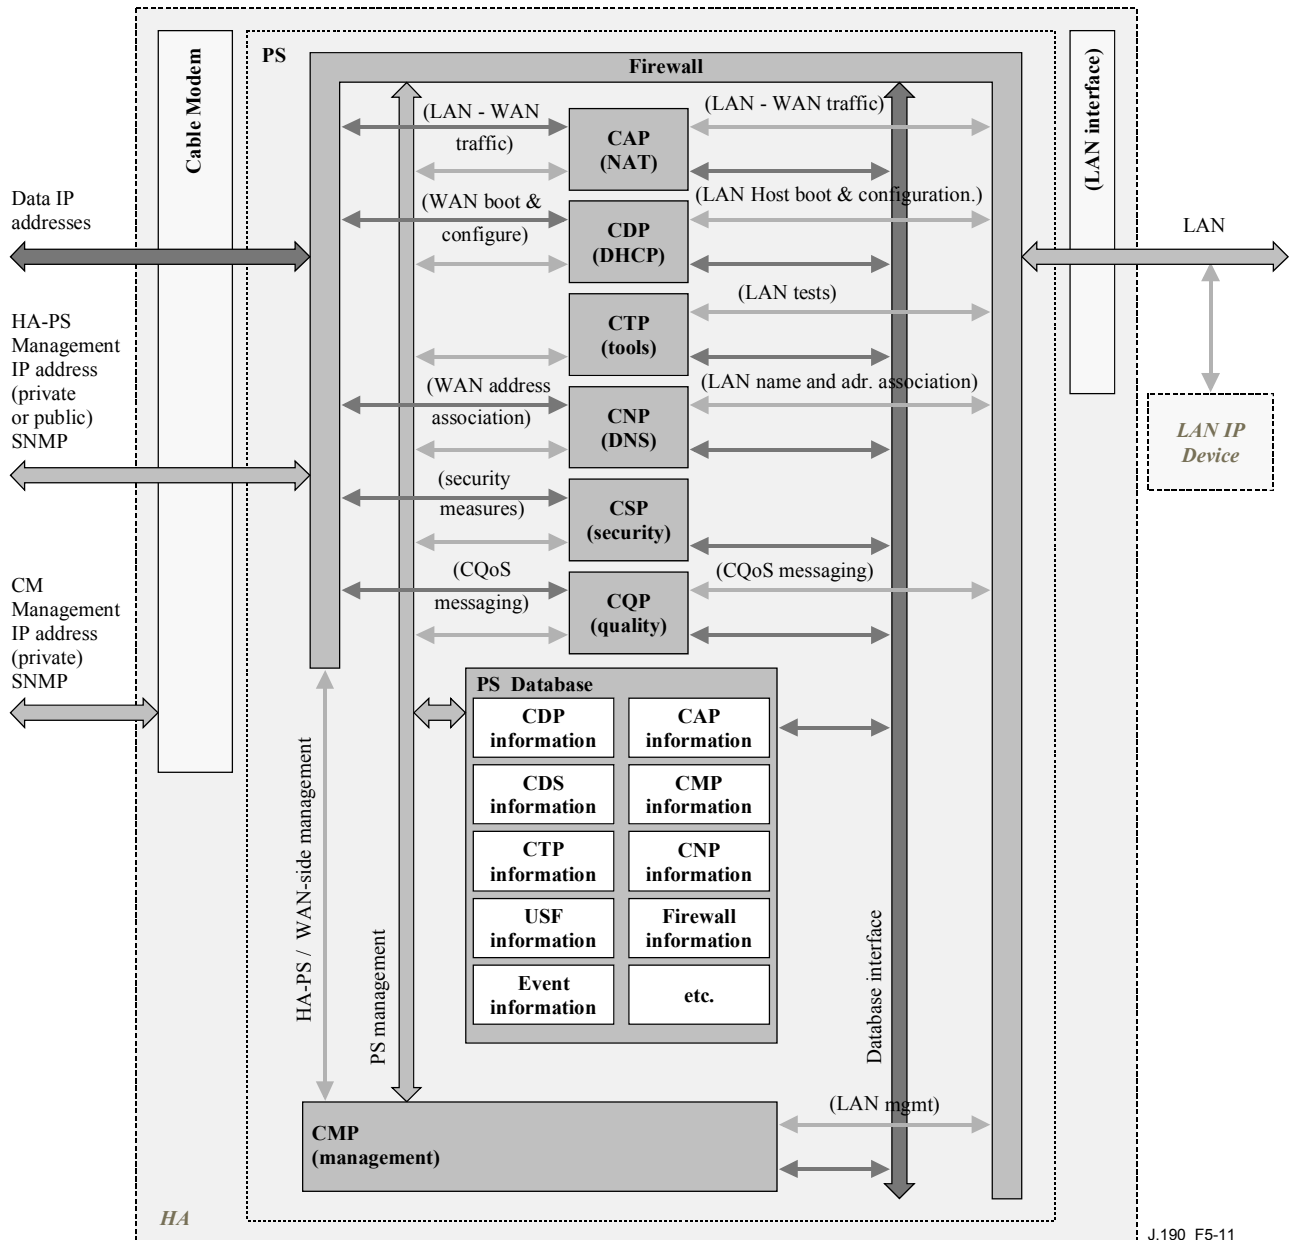 PS
Firewall
Cable Modem
(LAN interface)
(LAN - WAN
traffic)
(LAN - WAN traffic)
CAP
(NAT)
Data IP
addresses
(WAN boot &
configure)
(LAN Host boot & configuration.)
CDP
(DHCP)
LAN
HA-PS
Management
IP address
(private
or public)
SNMP
(LAN tests)
CTP
(tools)
(WAN address
association)
(LAN name and adr. association)
CNP
(DNS)
LAN IP
Device
(security
measures)
CSP
(security)
CM
Management
IP address
(private)
SNMP
(CQoS
messaging)
(CQoS messaging)
CQP
(quality)
PS Database
CDP
information
CAP
information
CDS
information
CMP
information
CTP
information
CNP
information
USF
information
Firewall
information
Event
information
etc.
HA-PS / WAN-side management
PS management
Database interface
(LAN mgmt)
CMP
(management)
HA
J.190_F5-11